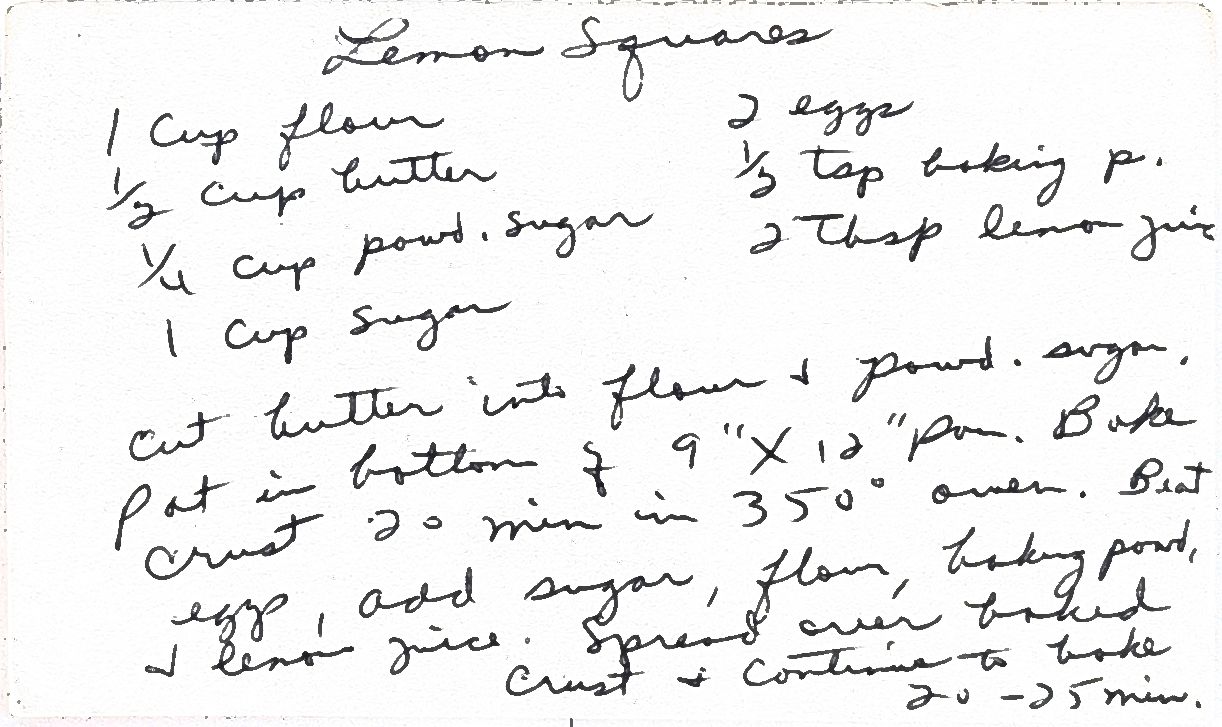 Lemon Squares
1 Cup flour
1/2 cup butter
1/4 cup powd. sugar
1 Cup sugar
2 eggs
1/2 tsp baking p.
2 Tbsp lemon juic
Cut butter into flour & powd. sugar.
Pat in bottom of 9" X 12" pan. Bake
Crust 20 min in 350° oven. Beat
eggs, add sugar, flour, baking powd,
& lemon juice. Spread over baked
Crust & Continue to bake
20-25 min.